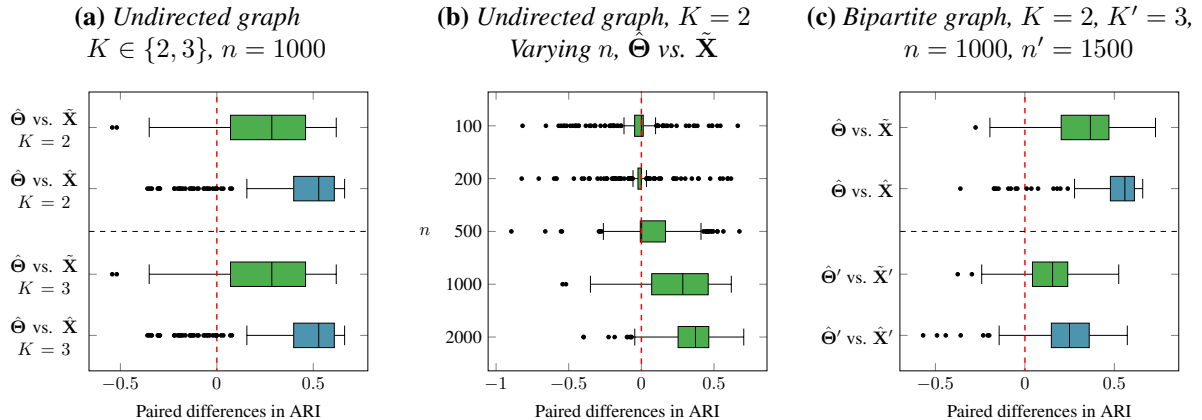 (a) Undirected graph
K ∈ {2, 3}, n = 1000
Θ̂ vs. X̃
K = 2
Θ̂ vs. X̂
K = 2
Θ̂ vs. X̃
K = 3
Θ̂ vs. X̂
K = 3
−0.5 0 0.5
Paired differences in ARI
(b) Undirected graph, K = 2
Varying n, Θ̂ vs. X̃
100
200
n 500
1000
2000
−1 −0.5 0 0.5
Paired differences in ARI
(c) Bipartite graph, K = 2, K′ = 3,
n = 1000, n′ = 1500
Θ̂ vs. X̃
Θ̂ vs. X̂
Θ̂′ vs. X̃′
Θ̂′ vs. X̂′
−0.5 0 0.5
Paired differences in ARI